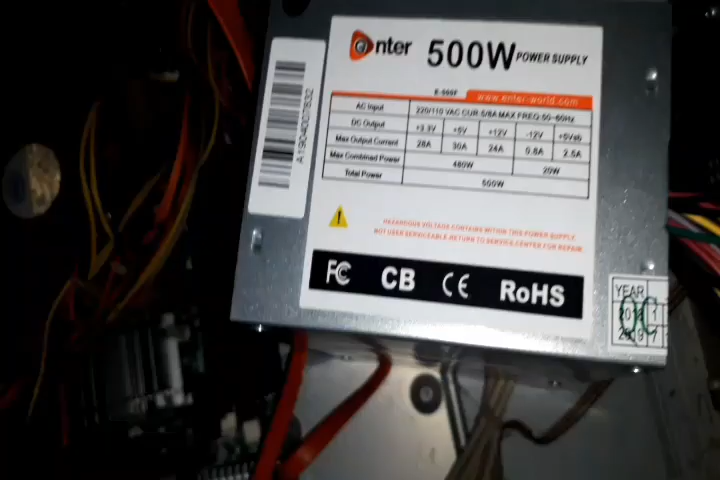 enter 500W POWER SUPPLY
E-500F
www.enter-world.com
AC Input 220/110 VAC CUR:5/8A MAX FREQ:50-60Hz
DC Output +3.3V +5V +12V -12V +5Vsb
Max Output Current 28A 30A 24A 0.8A 2.5A
Max Combined Power 480W 20W
Total Power 500W
HAZARDOUS VOLTAGE CONTAINED WITHIN THIS POWER SUPPLY
NOT USER SERVICEABLE.RETURN TO SERVICE CENTER FOR REPAIR
FC CB CE RoHS
YEAR